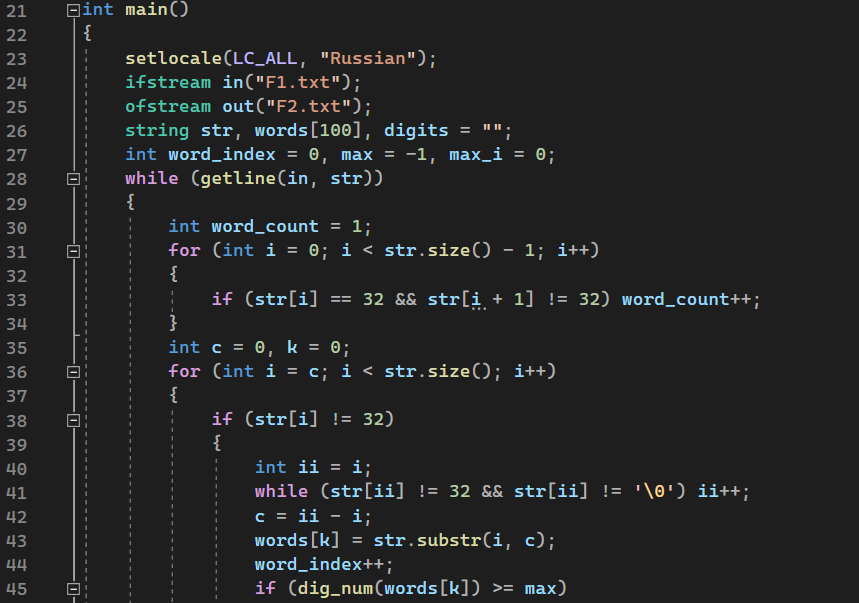 21 int main()
22 {
23 setlocale(LC_ALL, "Russian");
24 ifstream in("F1.txt");
25 ofstream out("F2.txt");
26 string str, words[100], digits = "";
27 int word_index = 0, max = -1, max_i = 0;
28 while (getline(in, str))
29 {
30 int word_count = 1;
31 for (int i = 0; i < str.size() - 1; i++)
32 {
33 if (str[i] == 32 && str[i + 1] != 32) word_count++;
34 }
35 int c = 0, k = 0;
36 for (int i = c; i < str.size(); i++)
37 {
38 if (str[i] != 32)
39 {
40 int ii = i;
41 while (str[ii] != 32 && str[ii] != '\0') ii++;
42 c = ii - i;
43 words[k] = str.substr(i, c);
44 word_index++;
45 if (dig_num(words[k]) >= max)